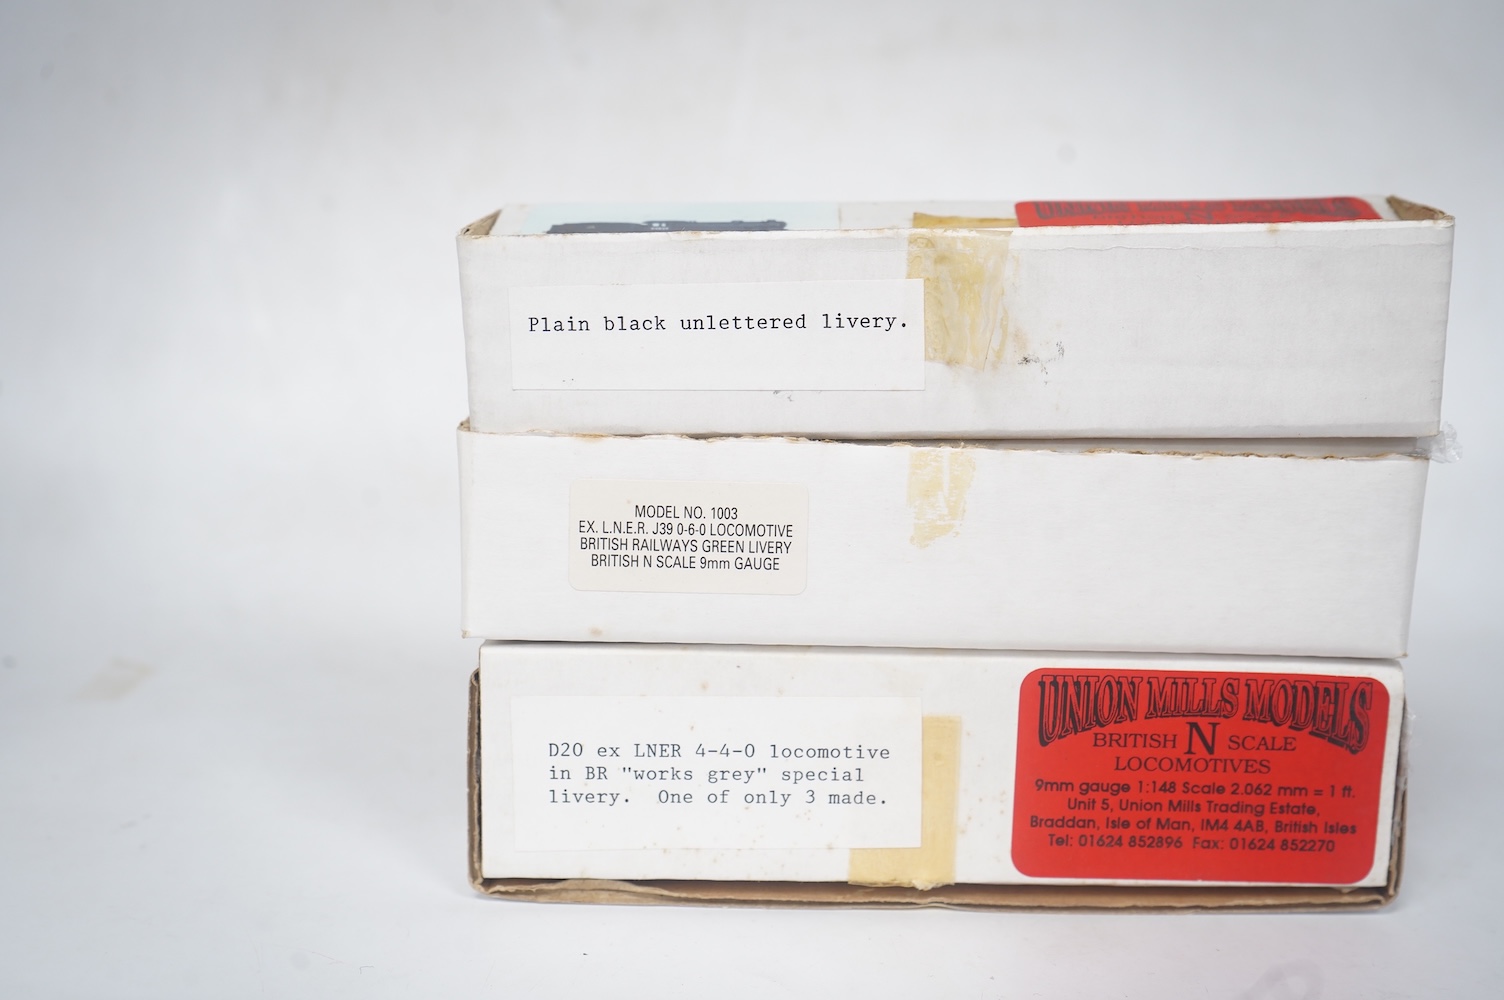 UNION MILLS MODELS
N
Plain black unlettered livery.
MODEL NO. 1003
EX. L.N.E.R. J39 0-6-0 LOCOMOTIVE
BRITISH RAILWAYS GREEN LIVERY
BRITISH N SCALE 9mm GAUGE
D20 ex LNER 4-4-0 locomotive
in BR "works grey" special
livery. One of only 3 made.
UNION MILLS MODELS
BRITISH N SCALE
LOCOMOTIVES
9mm gauge 1:148 Scale 2.062 mm = 1 ft.
Unit 5, Union Mills Trading Estate,
Braddan, Isle of Man, IM4 4AB, British Isles
Tel: 01624 852896 Fax: 01624 852270